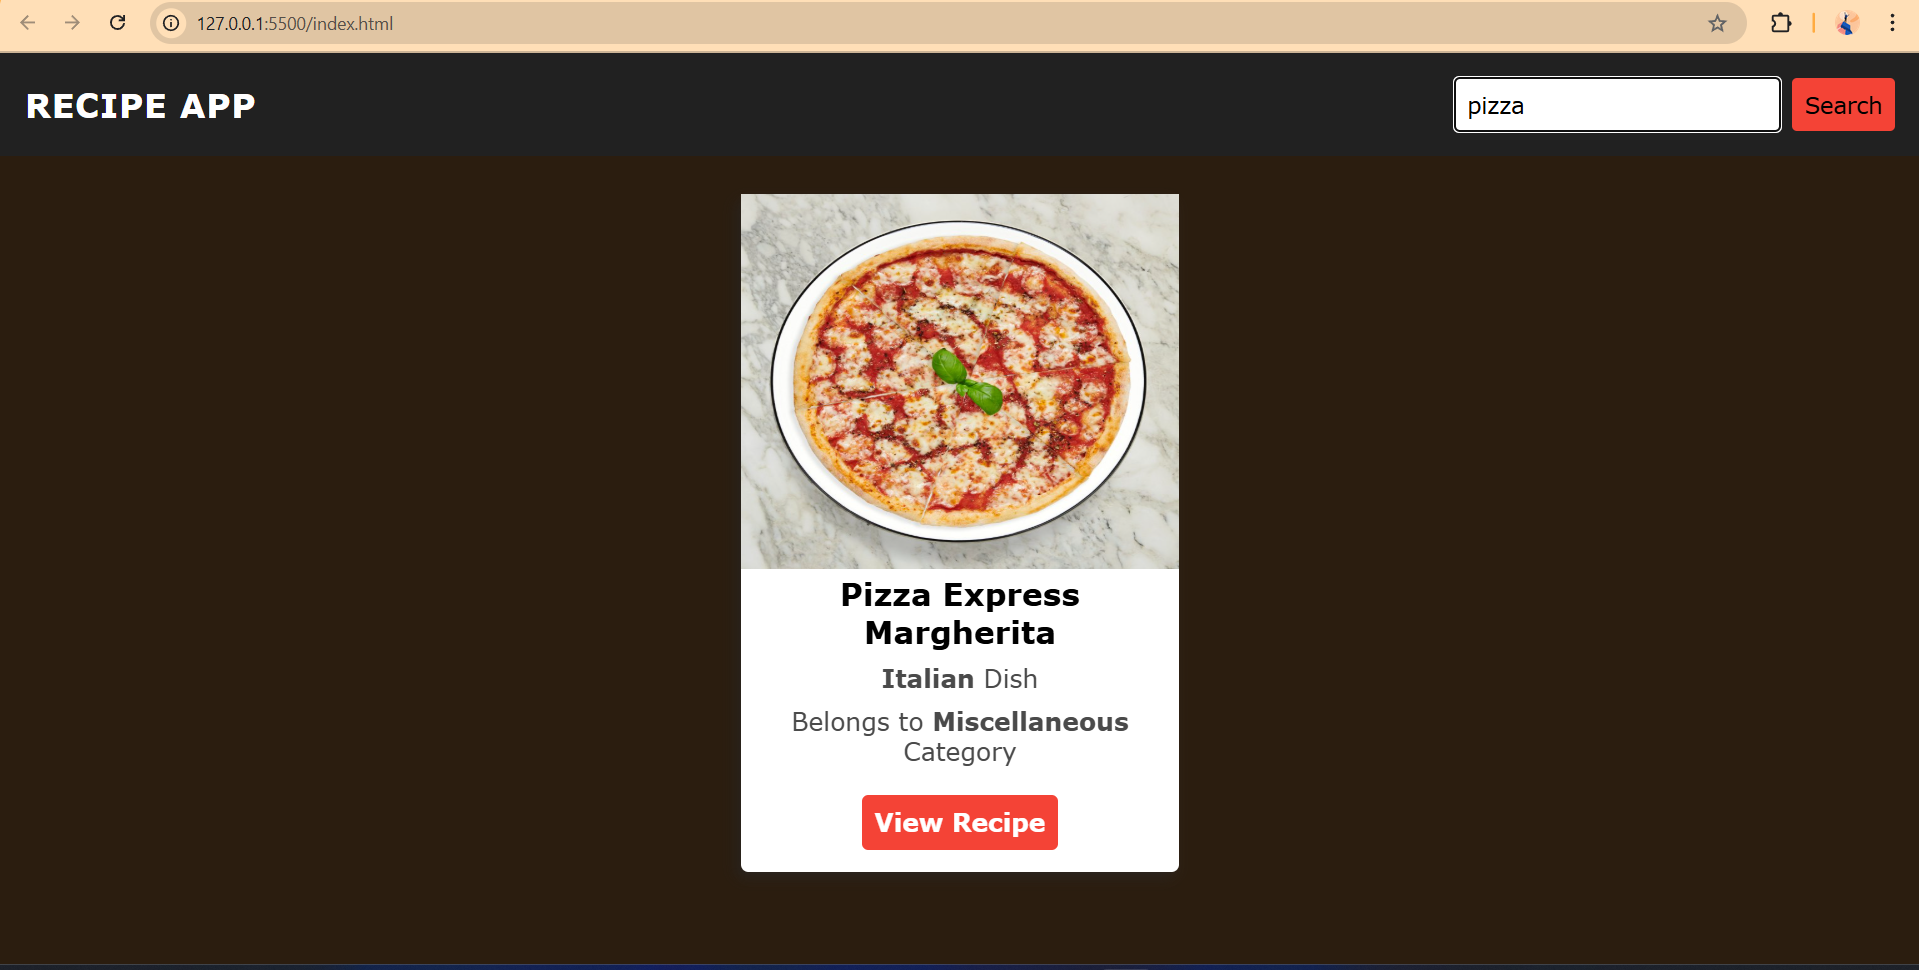 127.0.0.1:5500/index.html
RECIPE APP
pizza
Search
Pizza Express
Margherita
Italian Dish
Belongs to Miscellaneous
Category
View Recipe